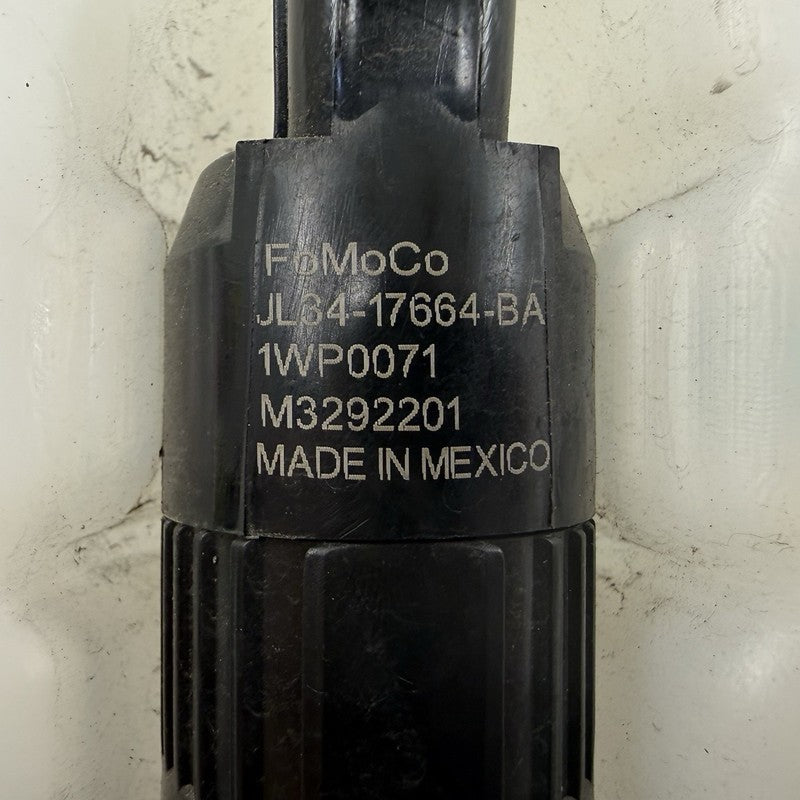 FoMoCo
JL34-17664-BA
1WP0071
M3292201
MADE IN MEXICO